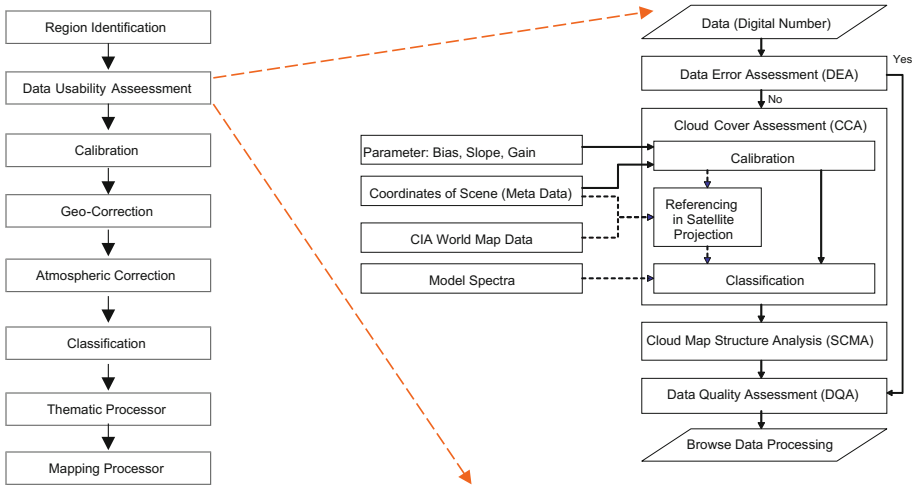 Region Identification
Data Usability Asseessment
Calibration
Geo-Correction
Atmospheric Correction
Classification
Thematic Processor
Mapping Processor
Data (Digital Number)
Yes
Data Error Assessment (DEA)
No
Cloud Cover Assessment (CCA)
Parameter: Bias, Slope, Gain
Calibration
Coordinates of Scene (Meta Data)
Referencing
in Satellite
Projection
CIA World Map Data
Model Spectra
Classification
Cloud Map Structure Analysis (SCMA)
Data Quality Assessment (DQA)
Browse Data Processing